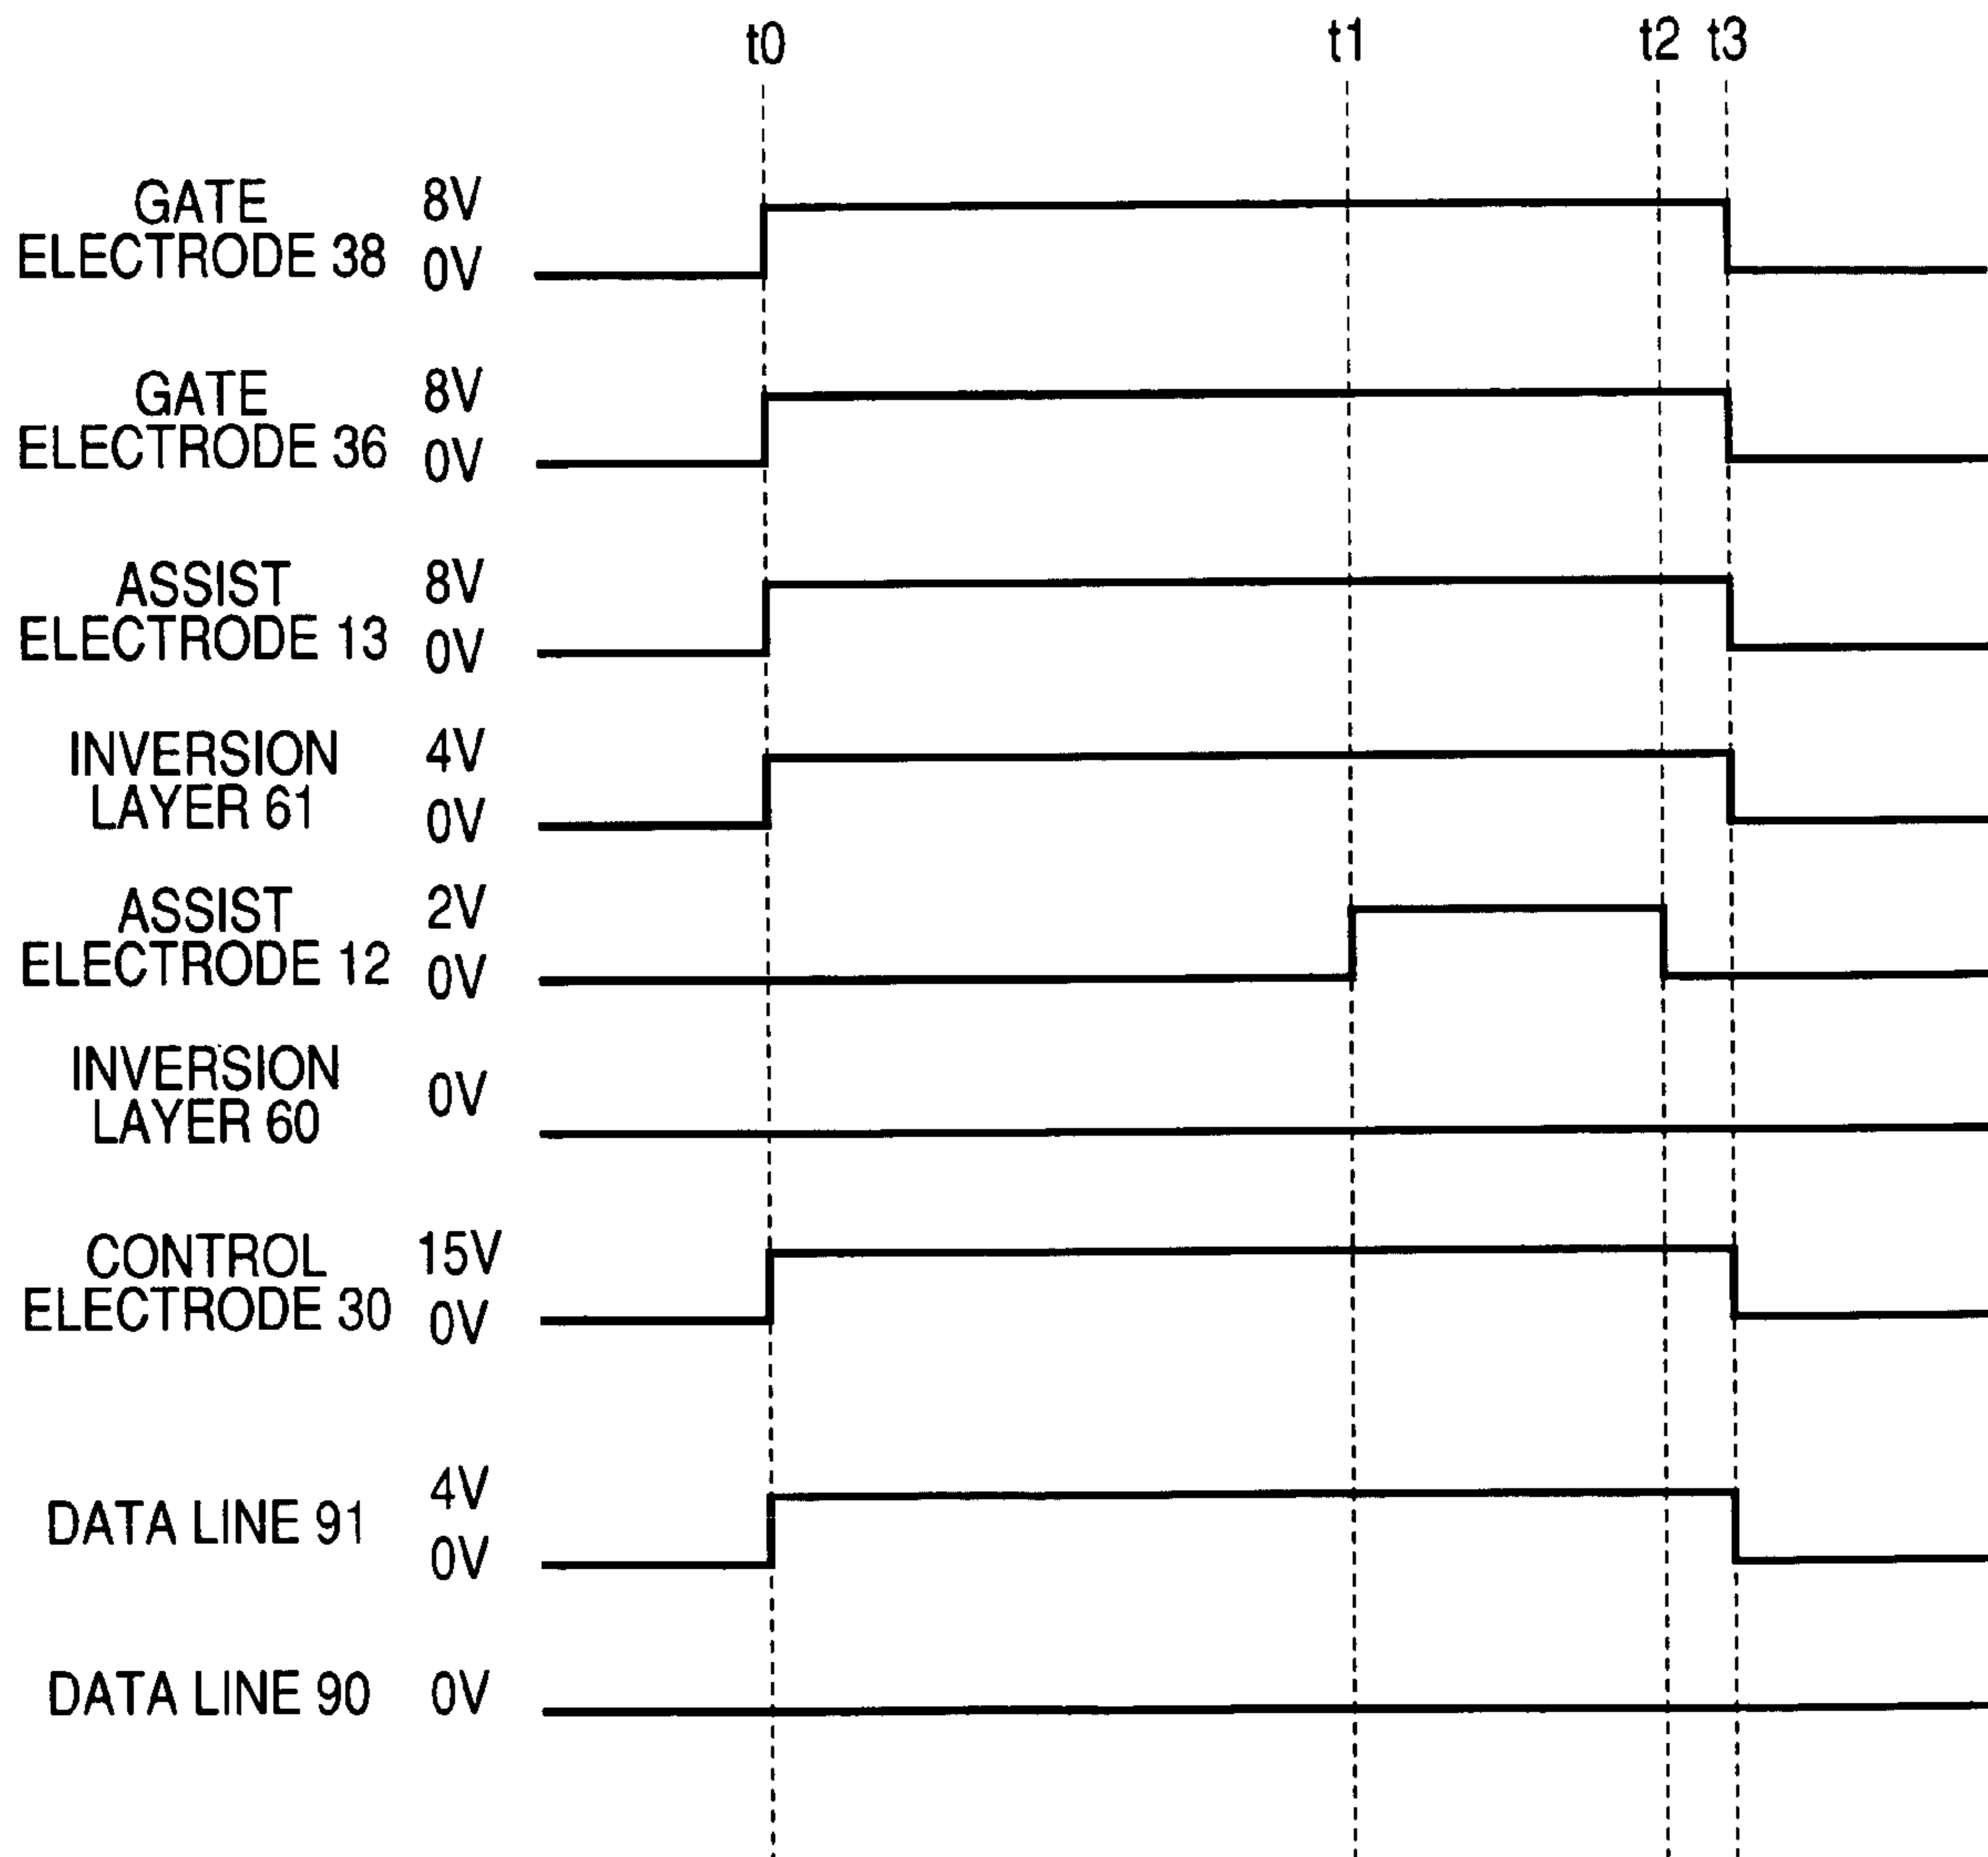 t0 t1 t2 t3
GATE 8V
ELECTRODE 38 0V
GATE 8V
ELECTRODE 36 0V
ASSIST 8V
ELECTRODE 13 0V
INVERSION 4V
LAYER 61 0V
ASSIST 2V
ELECTRODE 12 0V
INVERSION
LAYER 60 0V
CONTROL 15V
ELECTRODE 30 0V
4V
DATA LINE 91
0V
DATA LINE 90 0V